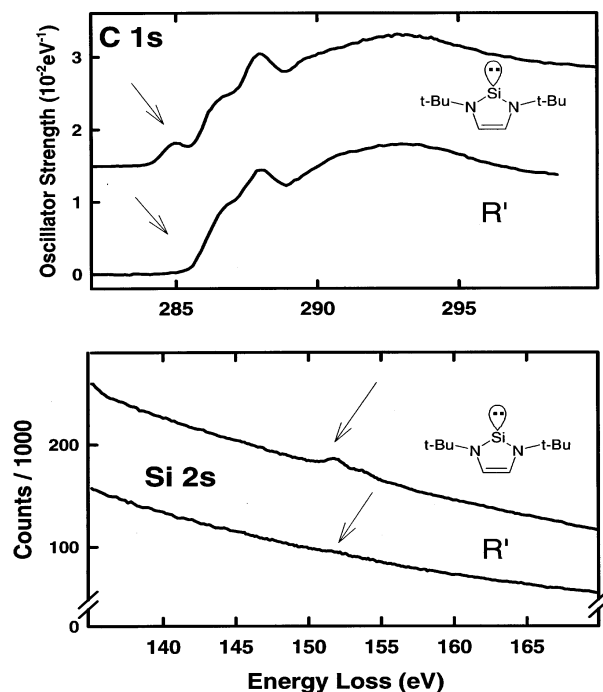 C 1s
Oscillator Strength (10⁻²eV⁻¹)
3
2
1
0
Si
t-Bu N N t-Bu
R'
285 290 295
Counts / 1000
200
100
0
Si 2s
Si
t-Bu N N t-Bu
R'
140 145 150 155 160 165
Energy Loss (eV)